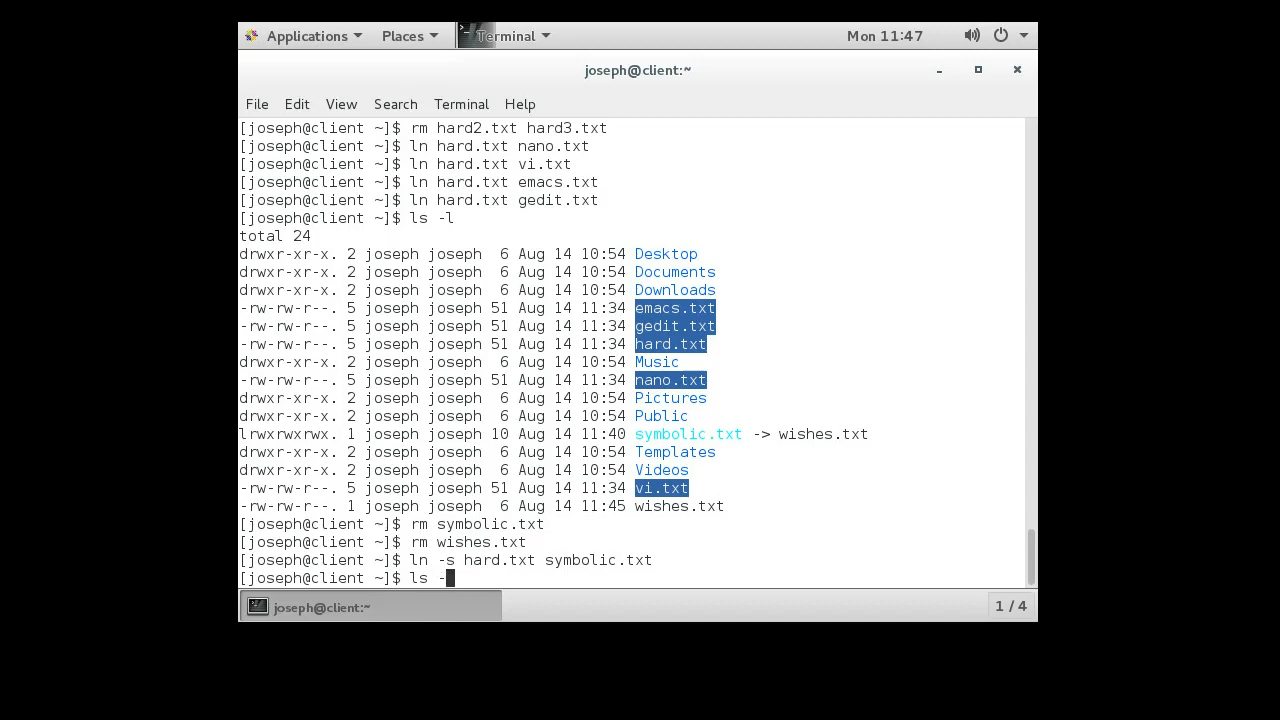 Applications Places Terminal Mon 11:47
joseph@client:~
File Edit View Search Terminal Help
[joseph@client ~]$ rm hard2.txt hard3.txt
[joseph@client ~]$ ln hard.txt nano.txt
[joseph@client ~]$ ln hard.txt vi.txt
[joseph@client ~]$ ln hard.txt emacs.txt
[joseph@client ~]$ ln hard.txt gedit.txt
[joseph@client ~]$ ls -l
total 24
drwxr-xr-x. 2 joseph joseph  6 Aug 14 10:54 Desktop
drwxr-xr-x. 2 joseph joseph  6 Aug 14 10:54 Documents
drwxr-xr-x. 2 joseph joseph  6 Aug 14 10:54 Downloads
-rw-rw-r--. 5 joseph joseph 51 Aug 14 11:34 emacs.txt
-rw-rw-r--. 5 joseph joseph 51 Aug 14 11:34 gedit.txt
-rw-rw-r--. 5 joseph joseph 51 Aug 14 11:34 hard.txt
drwxr-xr-x. 2 joseph joseph  6 Aug 14 10:54 Music
-rw-rw-r--. 5 joseph joseph 51 Aug 14 11:34 nano.txt
drwxr-xr-x. 2 joseph joseph  6 Aug 14 10:54 Pictures
drwxr-xr-x. 2 joseph joseph  6 Aug 14 10:54 Public
lrwxrwxrwx. 1 joseph joseph 10 Aug 14 11:40 symbolic.txt -> wishes.txt
drwxr-xr-x. 2 joseph joseph  6 Aug 14 10:54 Templates
drwxr-xr-x. 2 joseph joseph  6 Aug 14 10:54 Videos
-rw-rw-r--. 5 joseph joseph 51 Aug 14 11:34 vi.txt
-rw-rw-r--. 1 joseph joseph  6 Aug 14 11:45 wishes.txt
[joseph@client ~]$ rm symbolic.txt
[joseph@client ~]$ rm wishes.txt
[joseph@client ~]$ ln -s hard.txt symbolic.txt
[joseph@client ~]$ ls -
joseph@client:~ 1 / 4